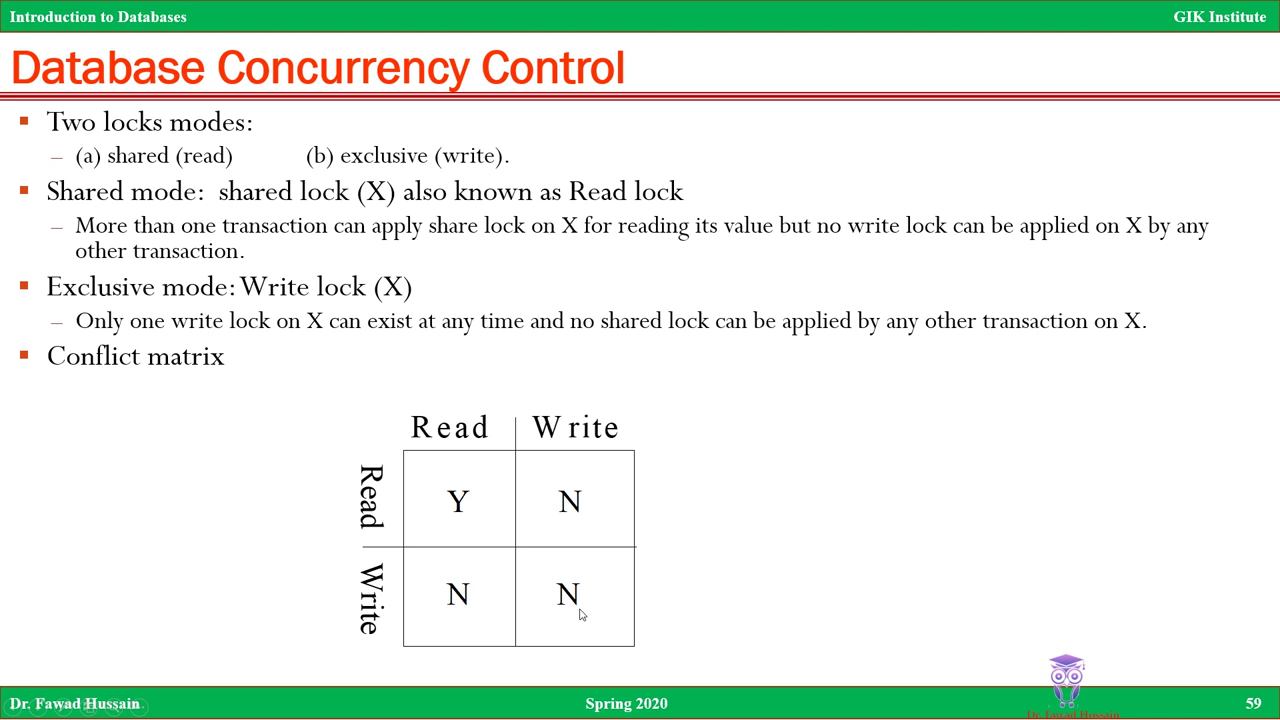 Introduction to Databases GIK Institute
Database Concurrency Control
Two locks modes:
– (a) shared (read) (b) exclusive (write).
Shared mode: shared lock (X) also known as Read lock
– More than one transaction can apply share lock on X for reading its value but no write lock can be applied on X by any
other transaction.
Exclusive mode: Write lock (X)
– Only one write lock on X can exist at any time and no shared lock can be applied by any other transaction on X.
Conflict matrix
Read Write
Read Y N
Write N N
Dr. Fawad Hussain Spring 2020 59
Dr. Fawad Hussain